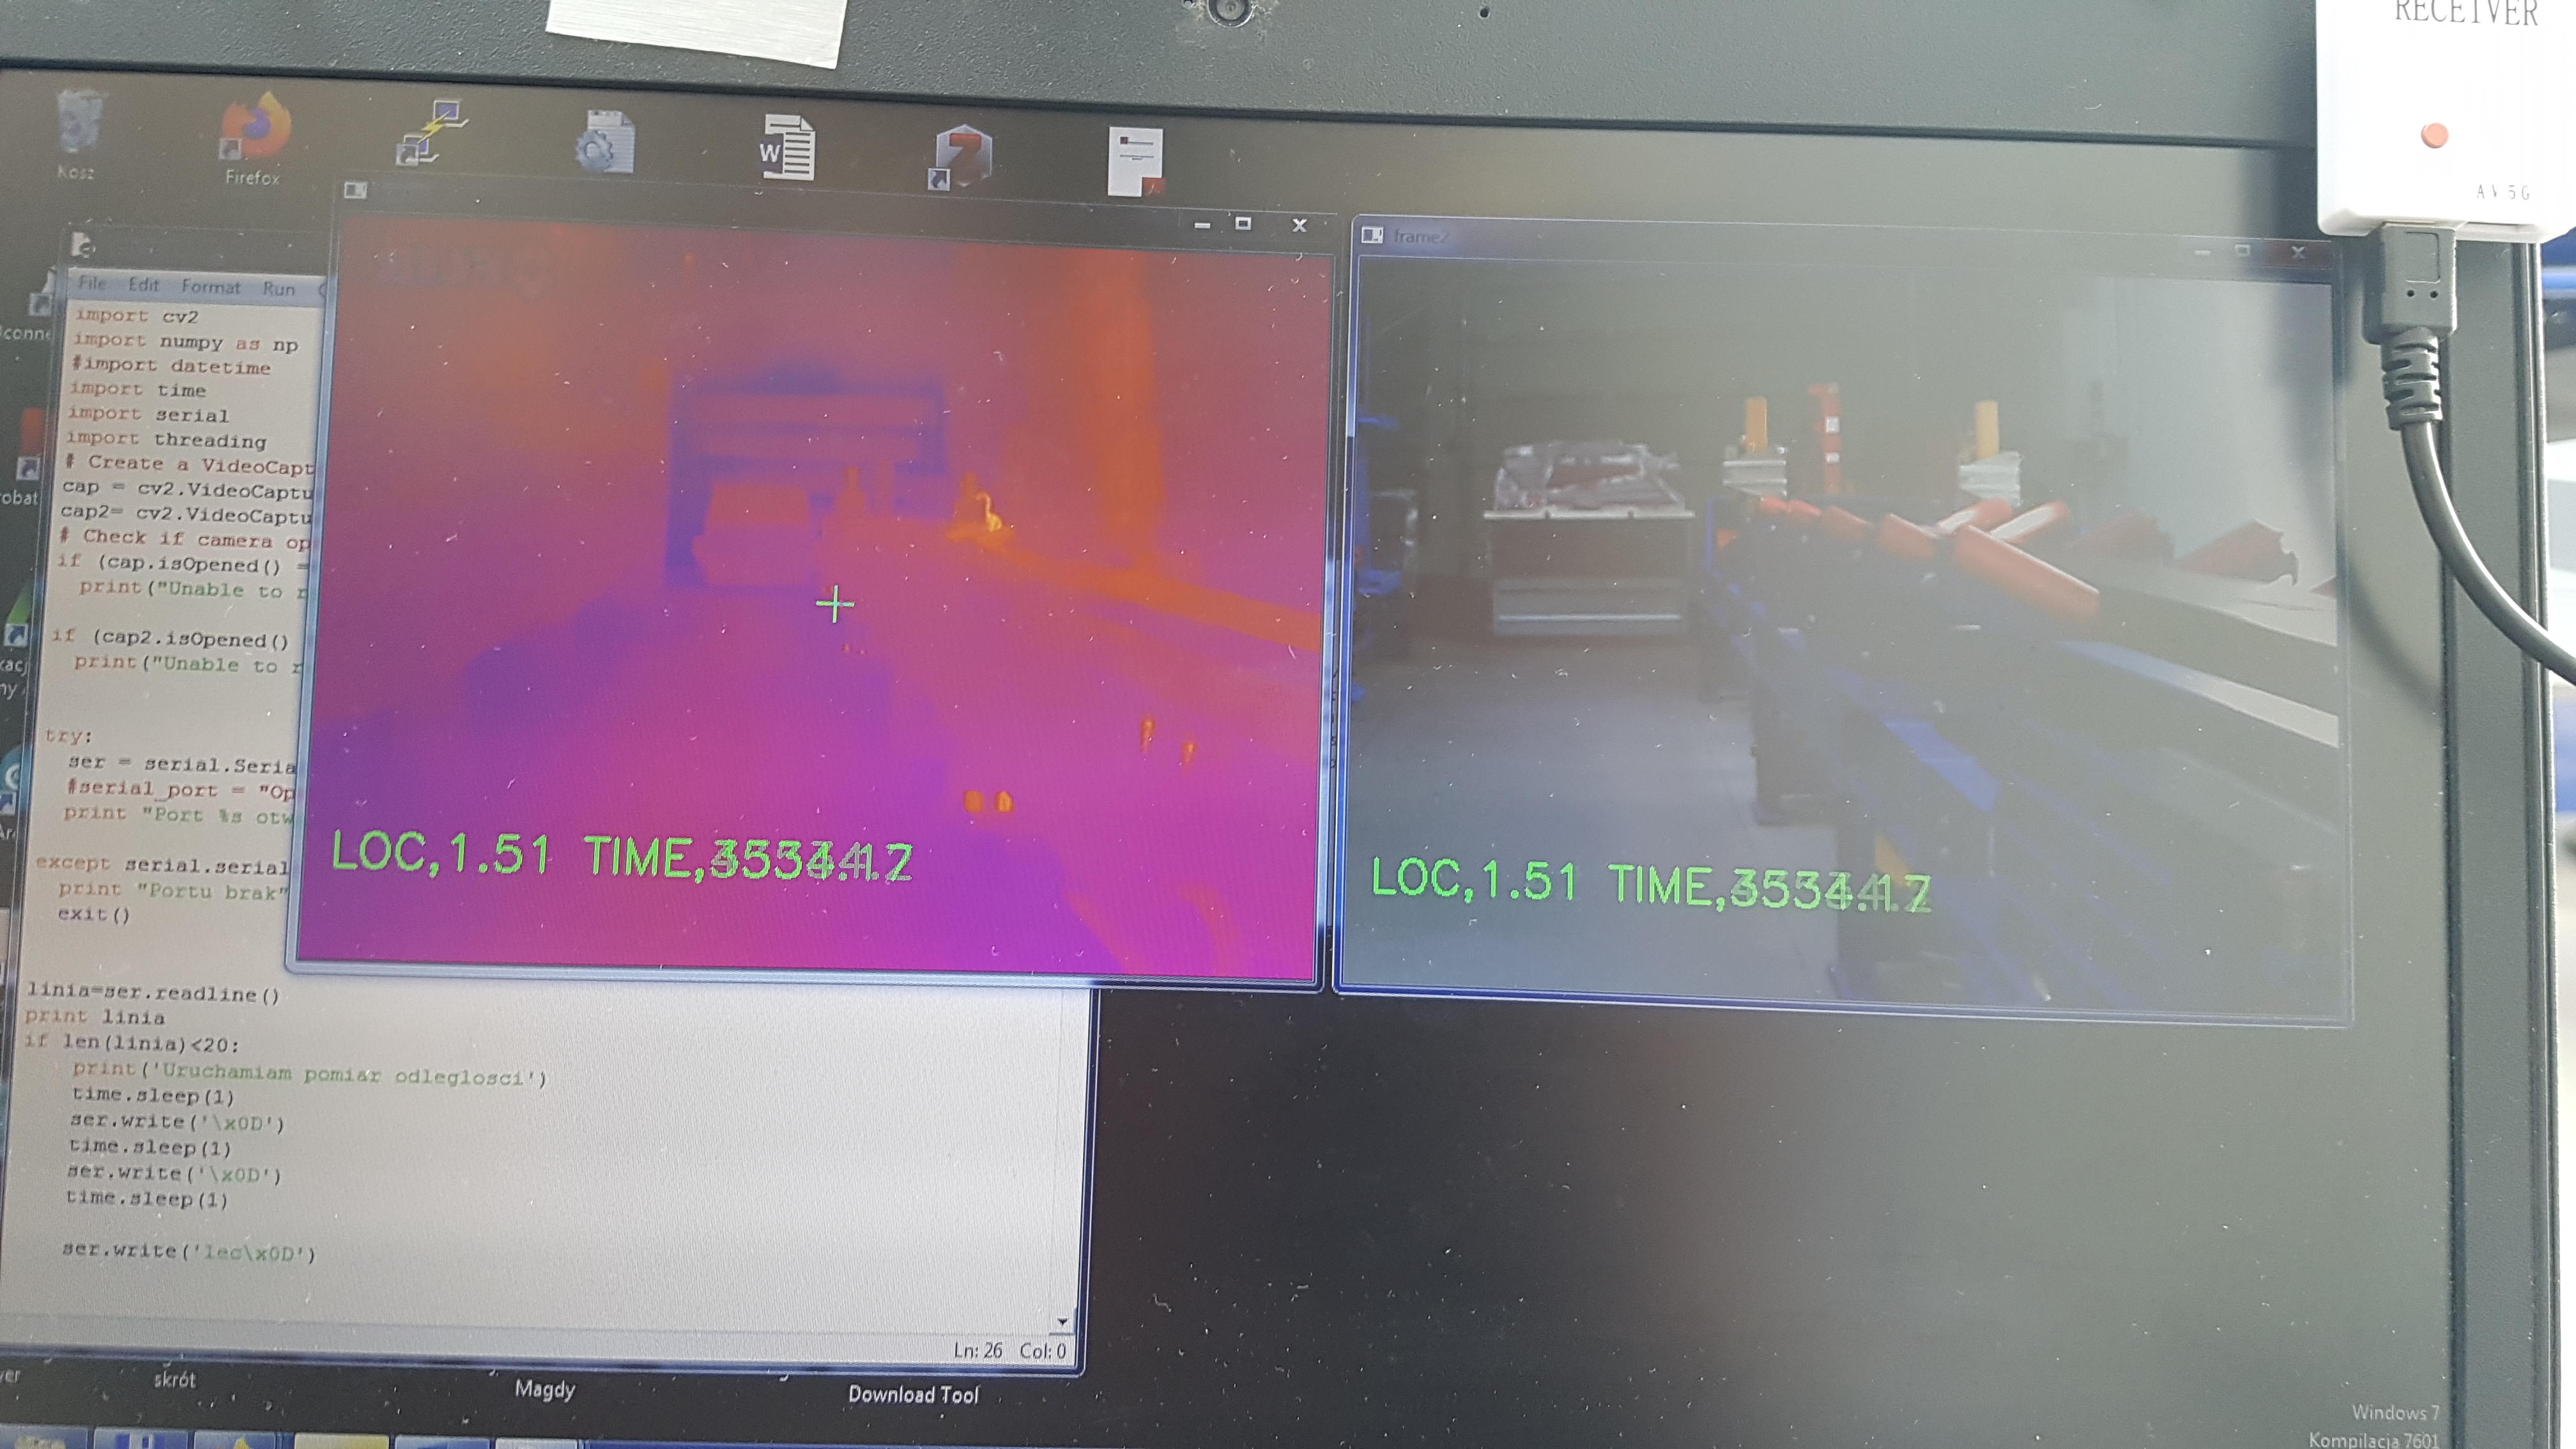 RECEIVER
AV 5G
Kosz
Firefox
frame2
File Edit Format Run
import cv2
import numpy as np
#import datetime
import time
import serial
import threading
# Create a VideoCapt
cap = cv2.VideoCaptu
cap2= cv2.VideoCaptu
# Check if camera op
if (cap.isOpened() =
print("Unable to r
if (cap2.isOpened()
print("Unable to r
try:
ser = serial.Seria
#serial_port = "Op
print "Port %s otw
except serial.serial
print "Portu brak"
exit()
linia=ser.readline()
print linia
if len(linia)<20:
print('Uruchamiam pomiar odleglosci')
time.sleep(1)
ser.write('\x0D')
time.sleep(1)
ser.write('\x0D')
time.sleep(1)
ser.write('lec\x0D')
Ln: 26 Col: 0
LOC,1.51 TIME,
LOC,1.51 TIME,
skrót
Magdy
Download Tool
Windows 7
Kompilacja 7601